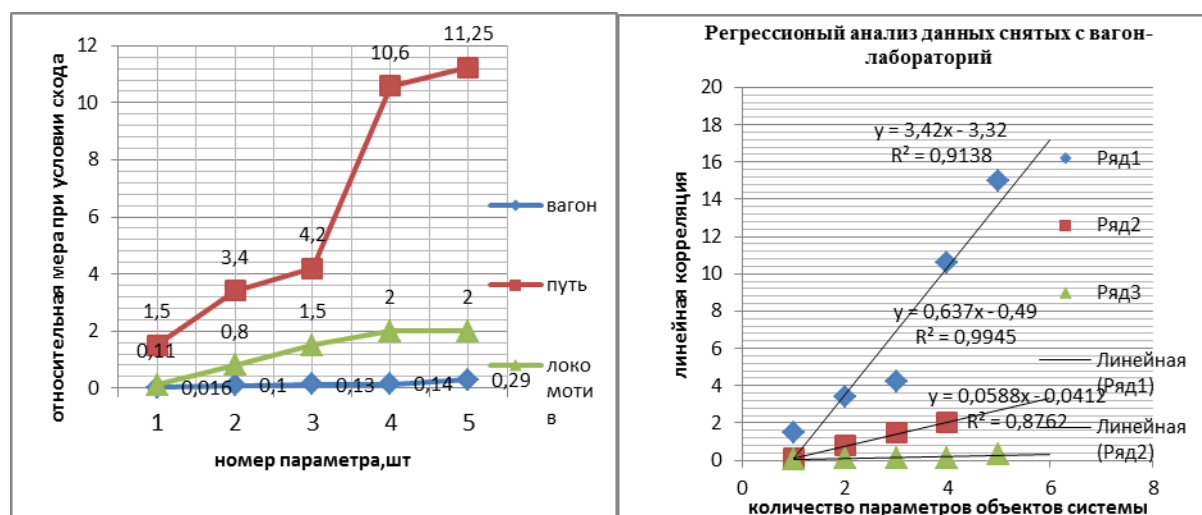 12
11,25
10,6
10
8
6
4,2
4
3,4
2
1,5
0,8
1,5
2
2
0,11
0
0,016
0,1
0,13
0,14
0,29
1
2
3
4
5
относительная мера при условии схода
номер параметра,шт
вагон
путь
локо
моти
в
Регрессионый анализ данных снятых с вагон-
лабораторий
20
18
16
14
12
10
8
6
4
2
0
0
2
4
6
8
линейная корреляция
количество параметров объектов системы
y = 3,42x - 3,32
R² = 0,9138
y = 0,637x - 0,49
R² = 0,9945
y = 0,0588x - 0,0412
R² = 0,8762
Ряд1
Ряд2
Ряд3
Линейная
(Ряд1)
Линейная
(Ряд2)